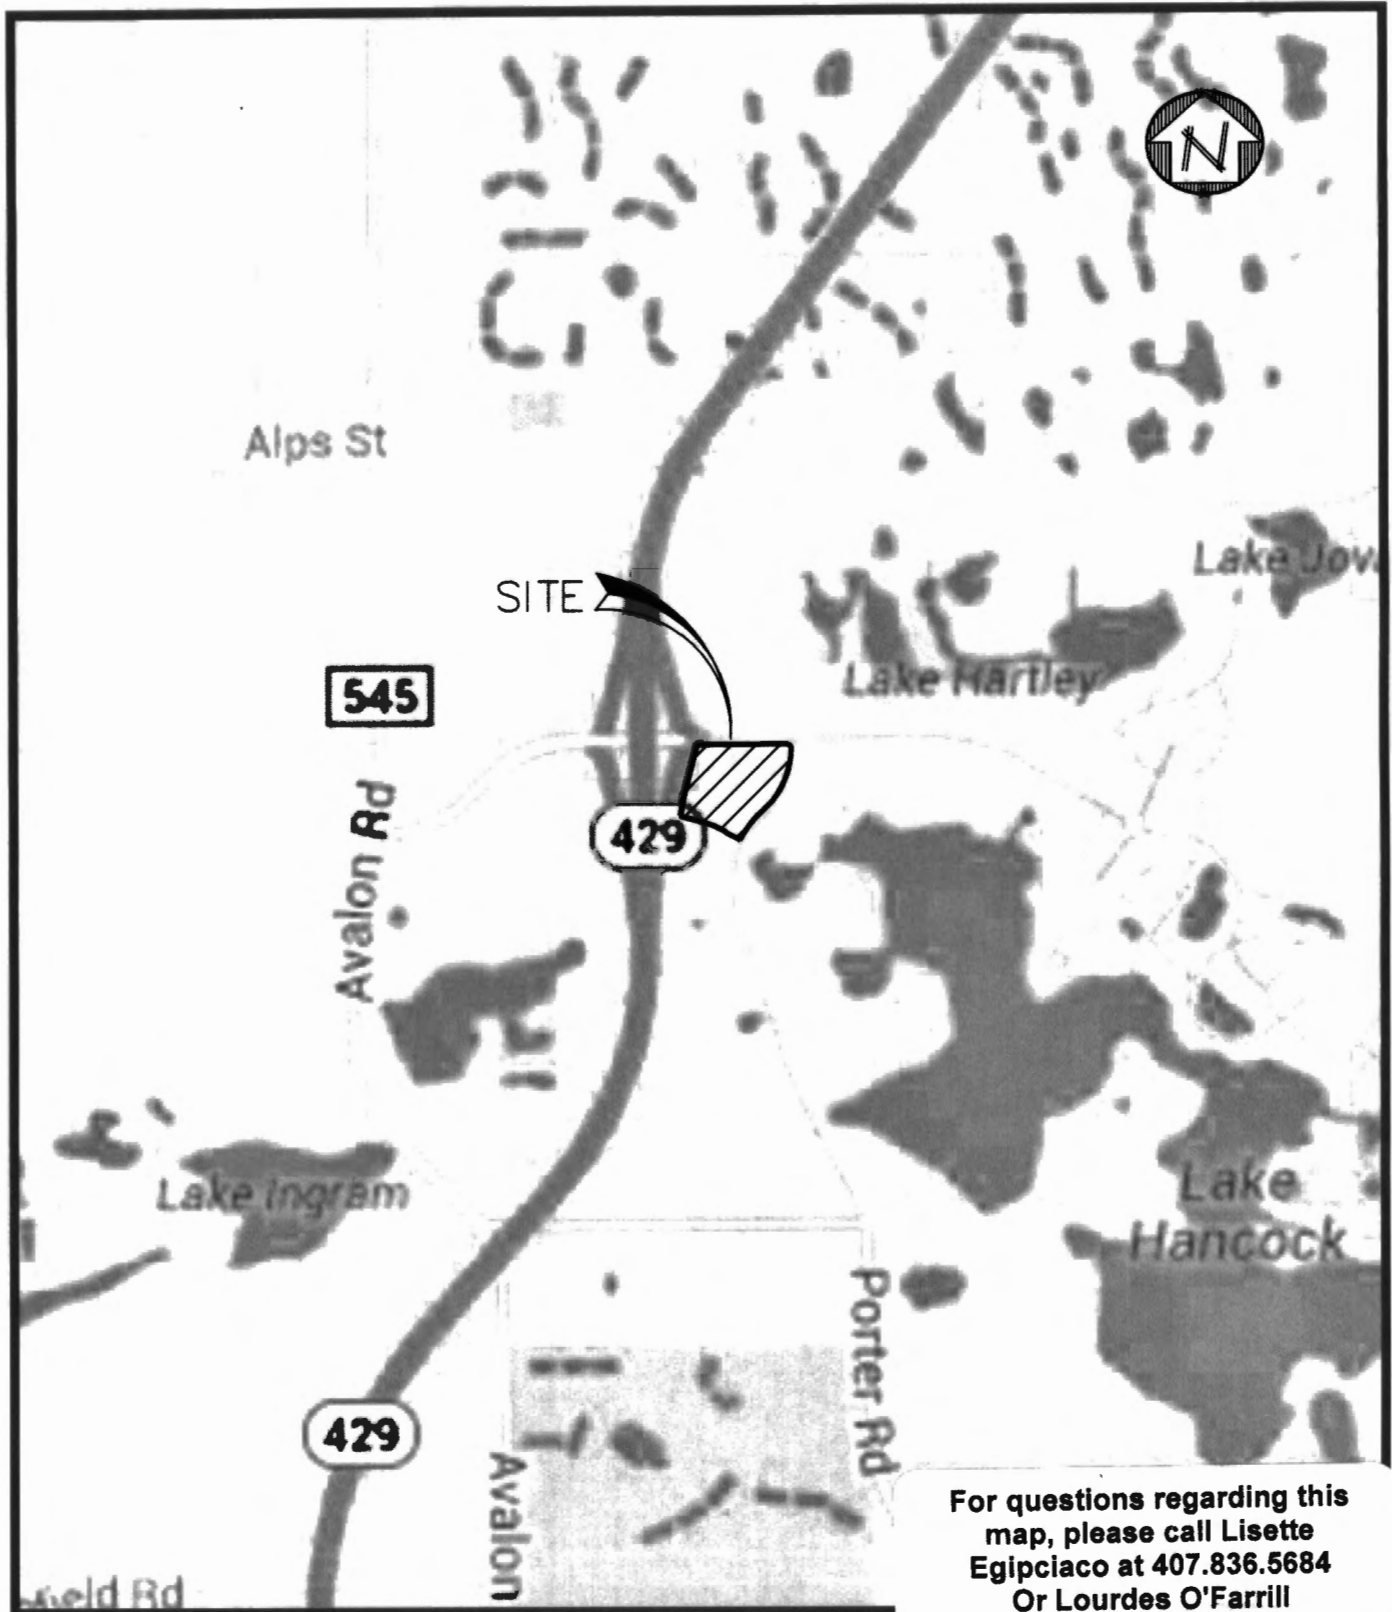 N
Alps St
SITE
Lake Hartley
545
429
Avalon Rd
Lake Ingram
Lake
Hancock
Porter Rd
429
Avalon
For questions regarding this
map, please call Lisette
Egipciaco at 407.836.5684
Or Lourdes O'Farrill
Lake
Rd